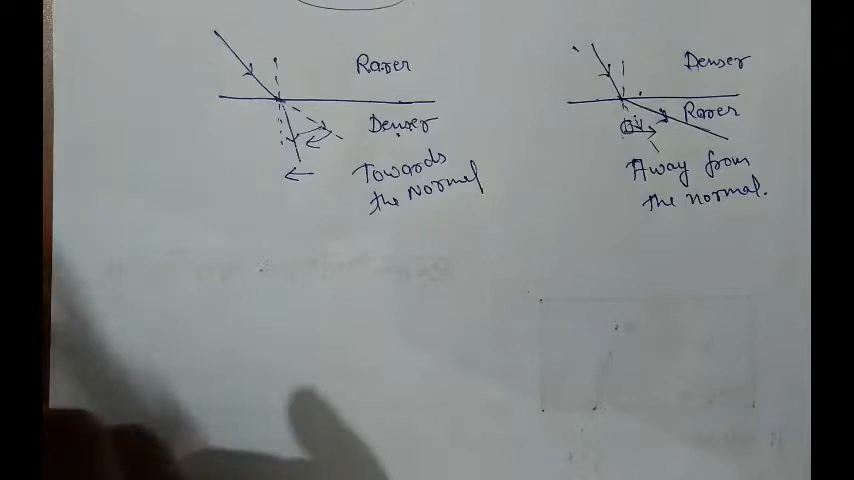 Rarer
Denser
Towards
the Normal
Denser
Rarer
Away from
the normal.